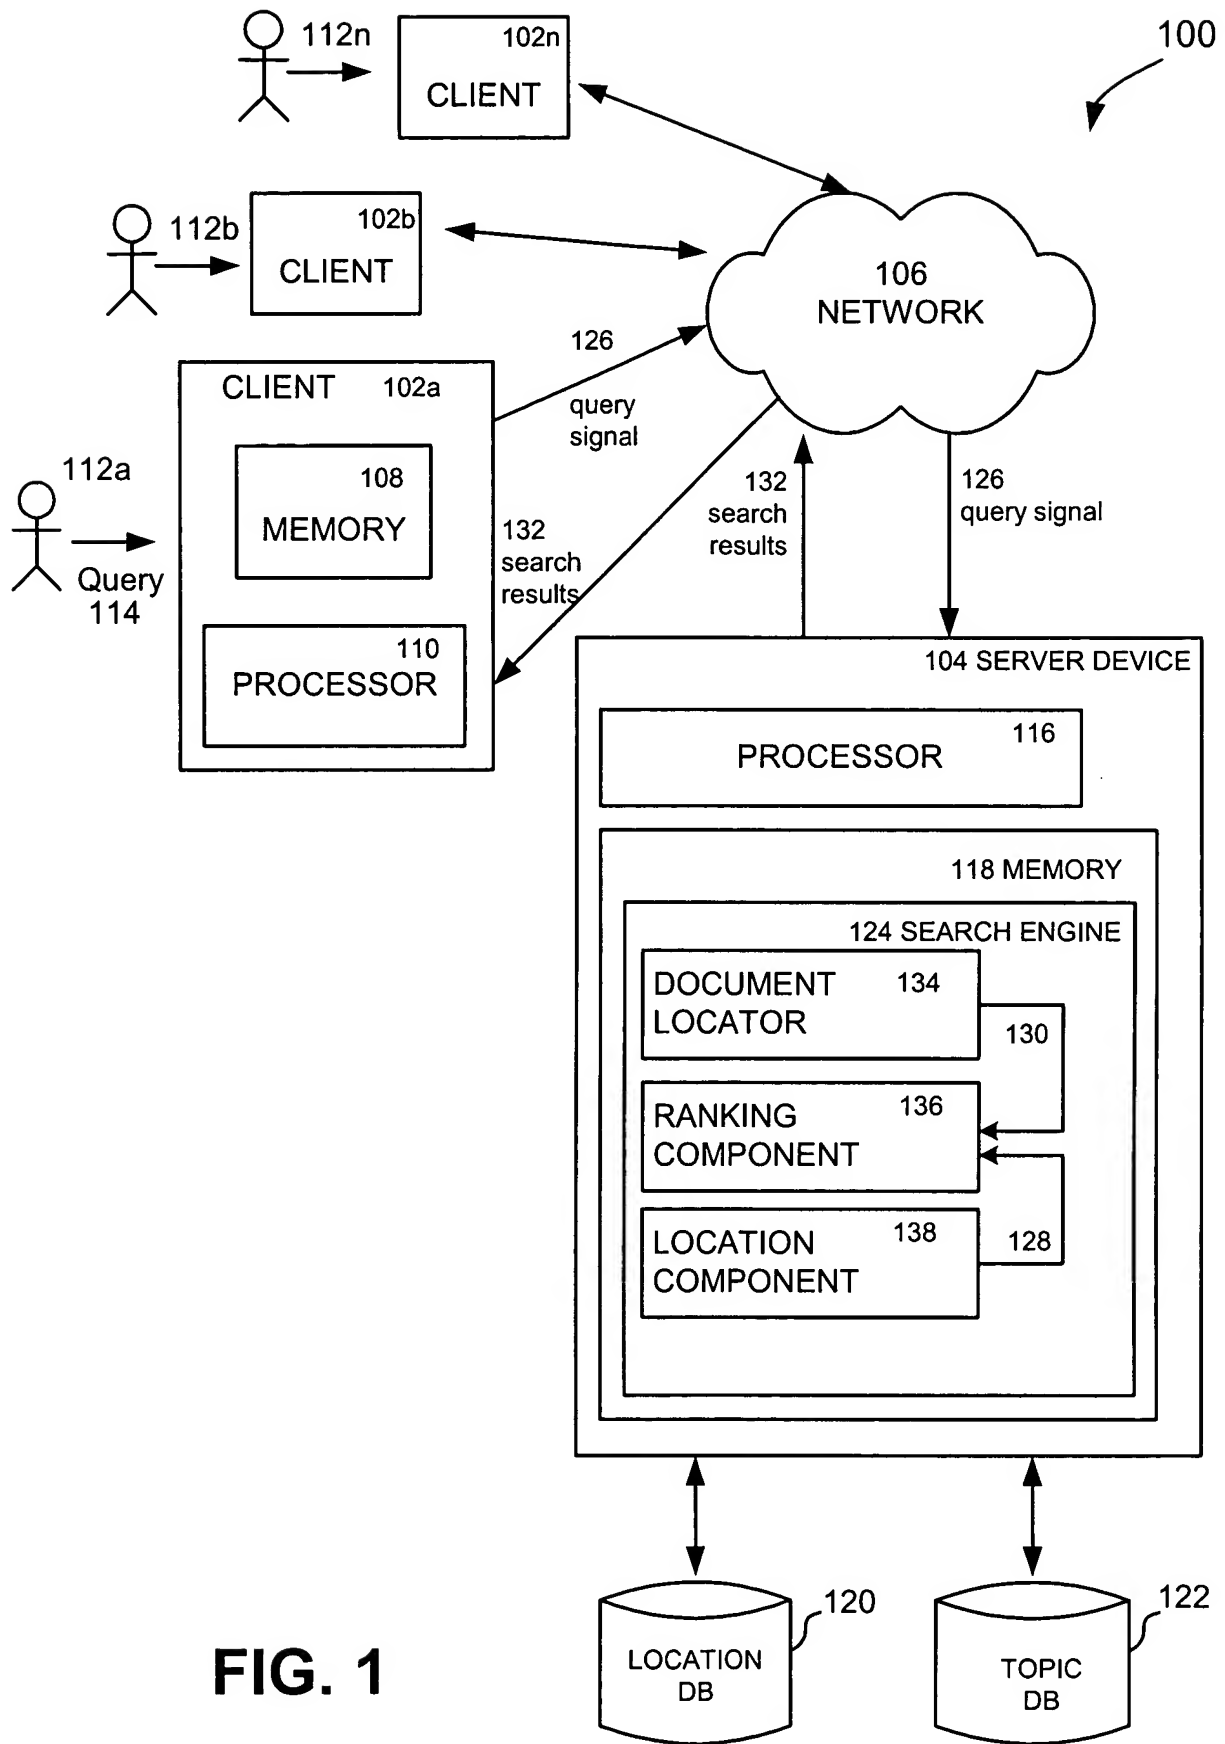 112n
102n
CLIENT
100
112b
102b
CLIENT
106
NETWORK
126
query
signal
CLIENT 102a
112a
108
MEMORY
Query
114
132
search
results
110
PROCESSOR
132
search
results
126
query signal
104 SERVER DEVICE
116
PROCESSOR
118 MEMORY
124 SEARCH ENGINE
DOCUMENT 134
LOCATOR
130
RANKING 136
COMPONENT
LOCATION 138
COMPONENT
128
120
LOCATION
DB
122
TOPIC
DB
FIG. 1